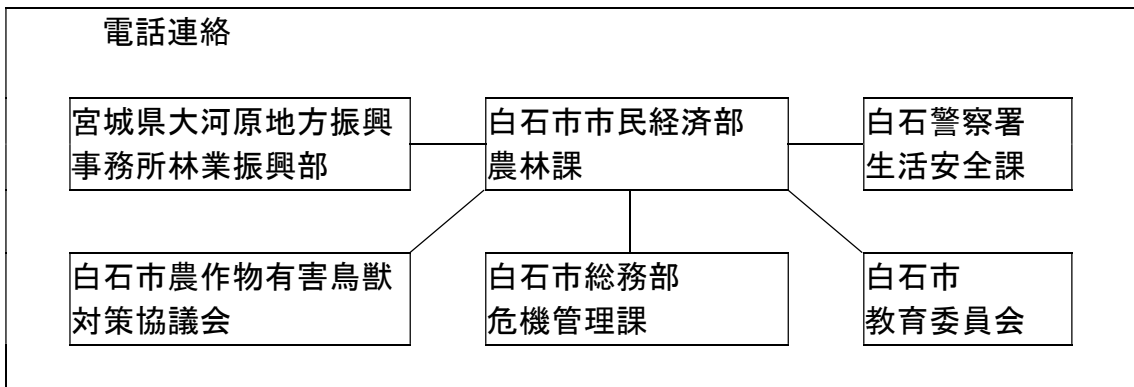 電話連絡
宮城県大河原地方振興
事務所林業振興部
白石市市民経済部
農林課
白石警察署
生活安全課
白石市農作物有害鳥獣
対策協議会
白石市総務部
危機管理課
白石市
教育委員会